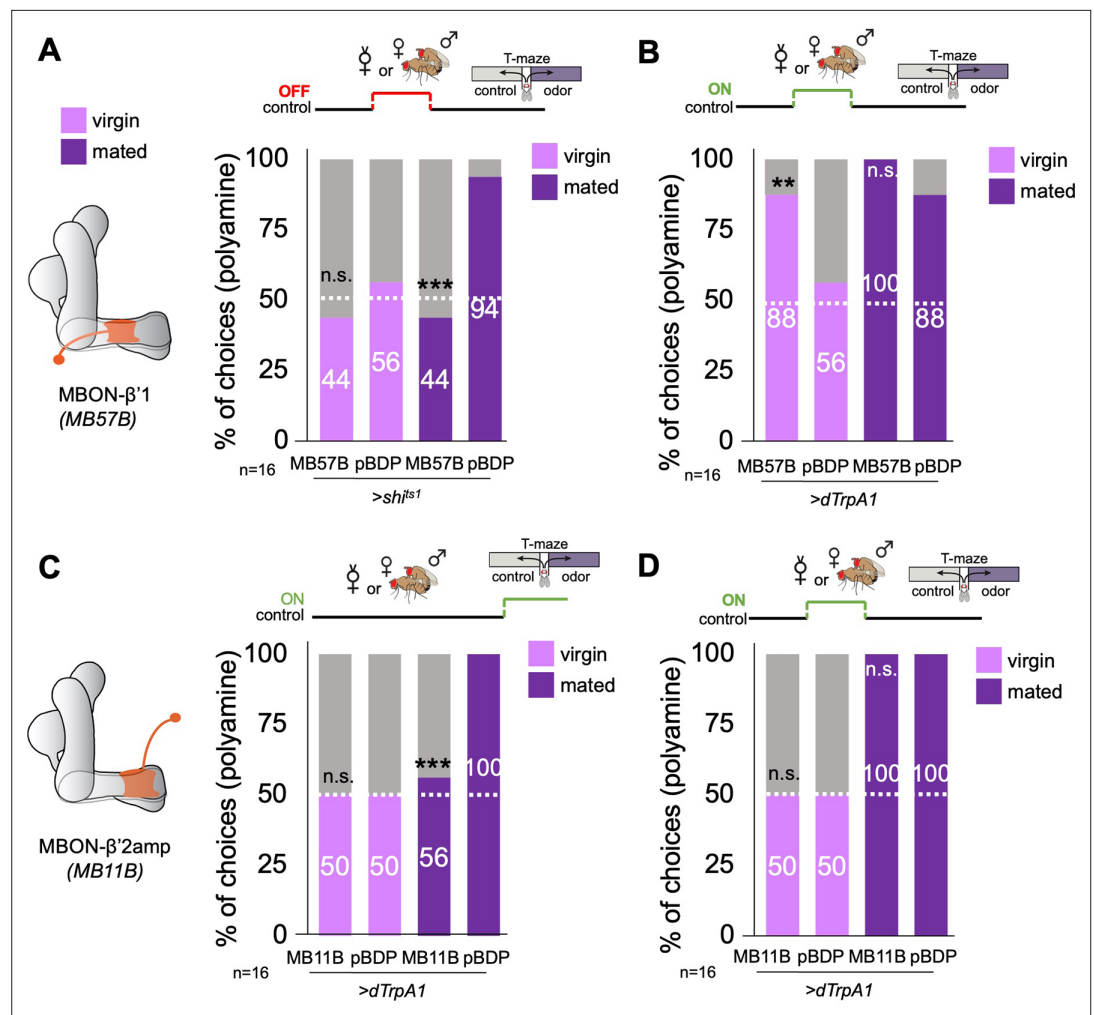 A
virgin
mated
MBON-β'1
(MB57B)
☿ or ♀ ♂
T-maze
control odor
OFF
control
virgin
mated
% of choices (polyamine)
100
75
50
25
0
n.s.
***
44
56
44
94
n=16
MB57B pBDP MB57B pBDP
>shits1
B
☿ or ♀ ♂
T-maze
control odor
ON
control
virgin
mated
% of choices (polyamine)
100
75
50
25
0
**
n.s.
88
56
100
88
n=16
MB57B pBDP MB57B pBDP
>dTrpA1
C
MBON-β'2amp
(MB11B)
☿ or ♀ ♂
T-maze
control odor
ON
control
virgin
mated
% of choices (polyamine)
100
75
50
25
0
n.s.
***
50
50
56
100
n=16
MB11B pBDP MB11B pBDP
>dTrpA1
D
☿ or ♀ ♂
T-maze
control odor
ON
control
virgin
mated
% of choices (polyamine)
100
75
50
25
0
n.s.
n.s.
50
50
100
100
n=16
MB11B pBDP MB11B pBDP
>dTrpA1